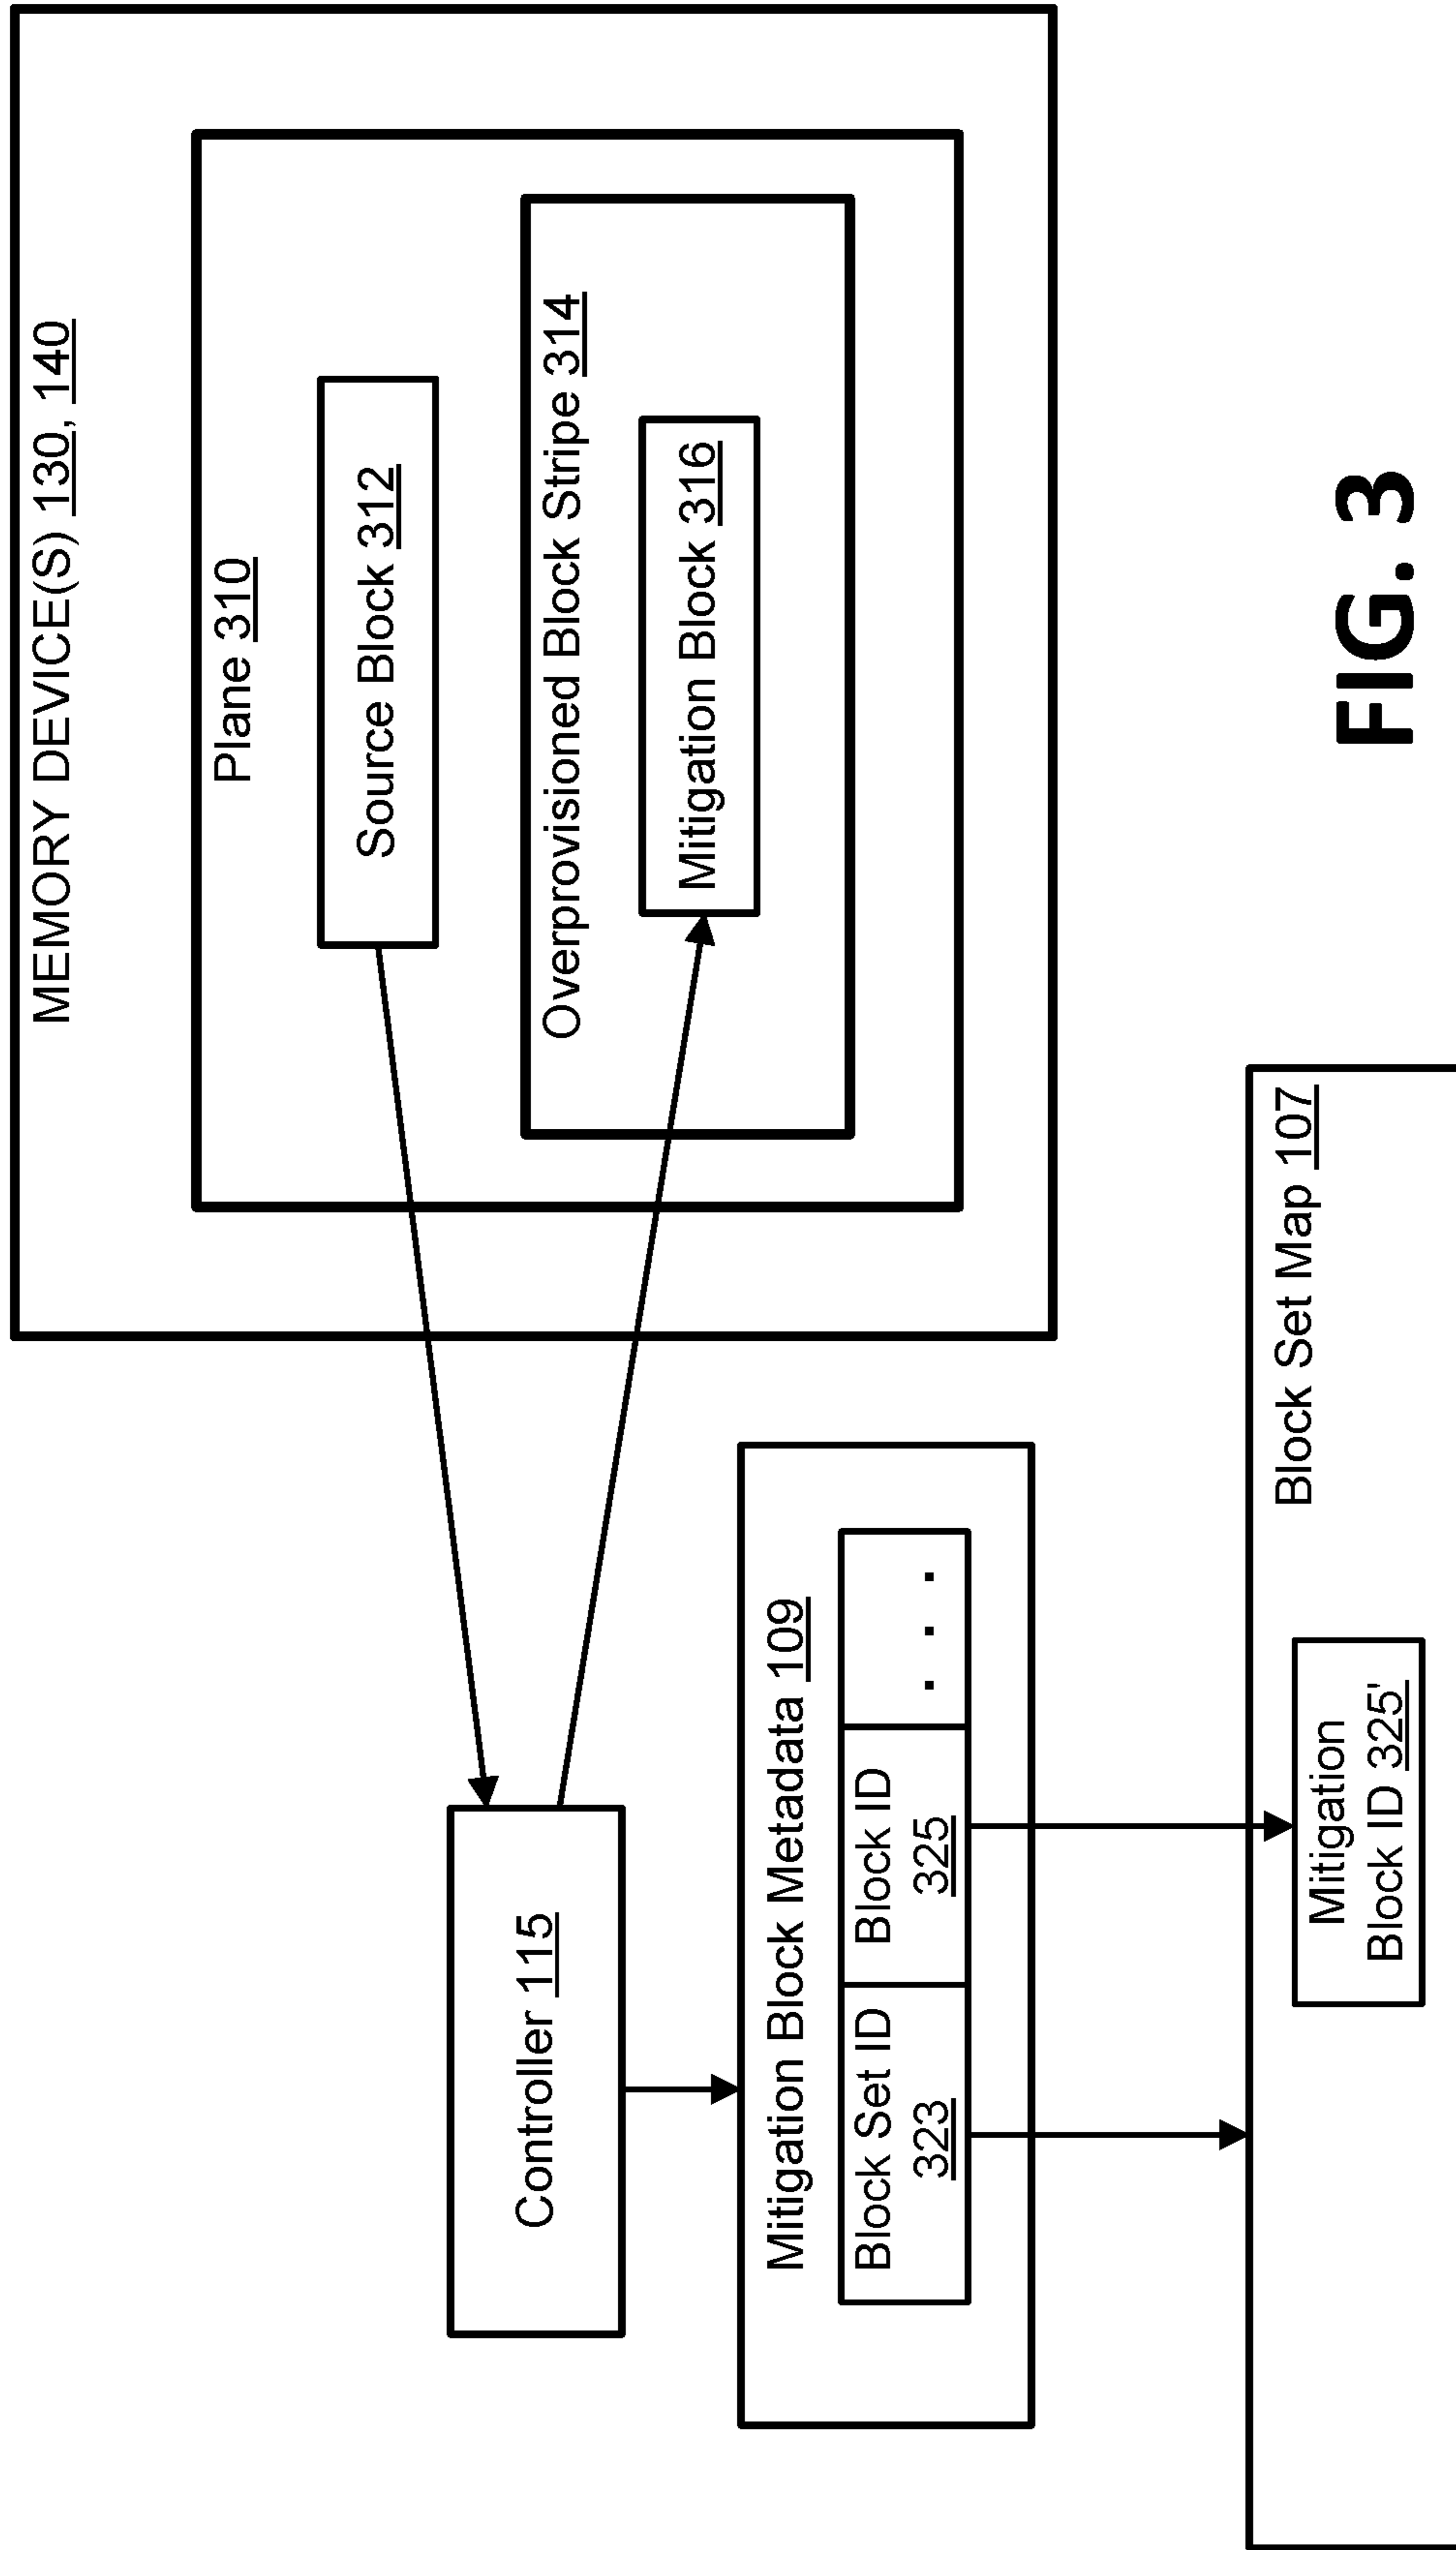 MEMORY DEVICE(S) 130, 140
Plane 310
Source Block 312
Overprovisioned Block Stripe 314
Mitigation Block 316
Controller 115
Mitigation Block Metadata 109
Block Set ID
323
Block ID
325
. . .
Block Set Map 107
Mitigation
Block ID 325'
FIG. 3